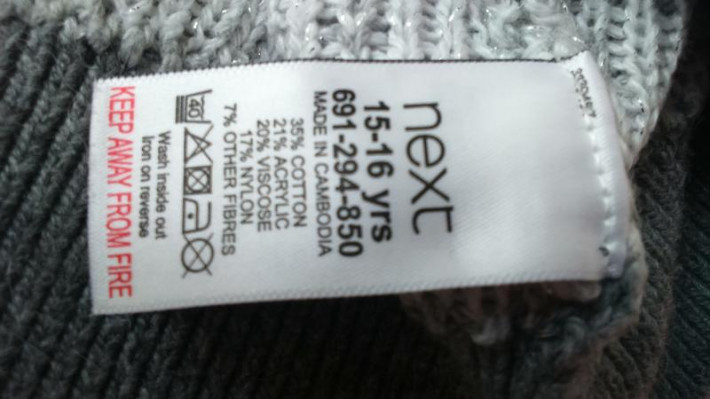 next
15-16 yrs
691-294-850
MADE IN CAMBODIA
35% COTTON
21% ACRYLIC
20% VISCOSE
17% NYLON
7% OTHER FIBRES
40
Wash inside out
Iron on reverse
KEEP AWAY FROM FIRE